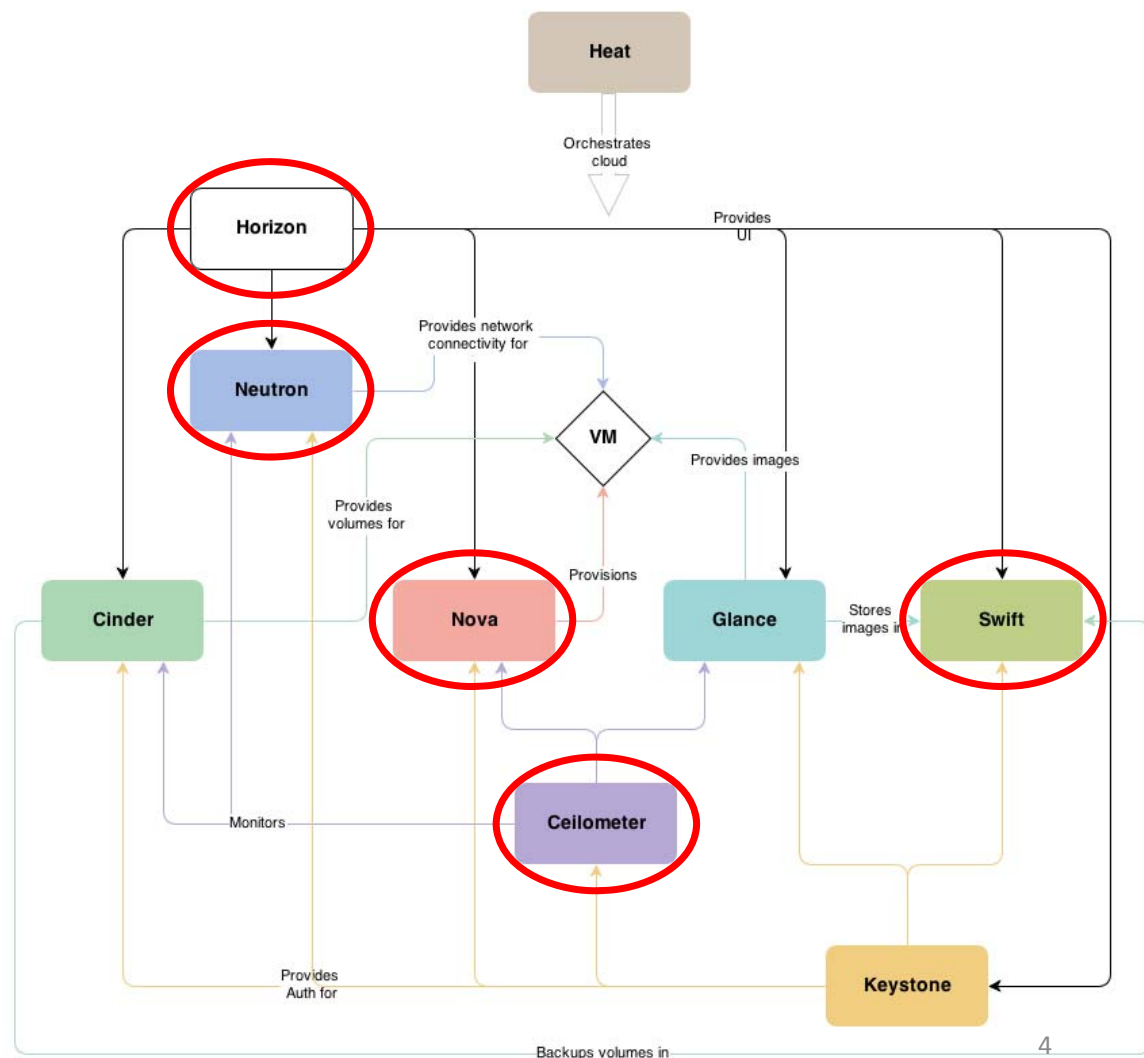 Heat
Orchestrates
cloud
Horizon
Provides
UI
Provides network
connectivity for
Neutron
VM
Provides images
Provides
volumes for
Provisions
Cinder
Nova
Glance
Stores
images in
Swift
Monitors
Ceilometer
Provides
Auth for
Keystone
Backups volumes in
4